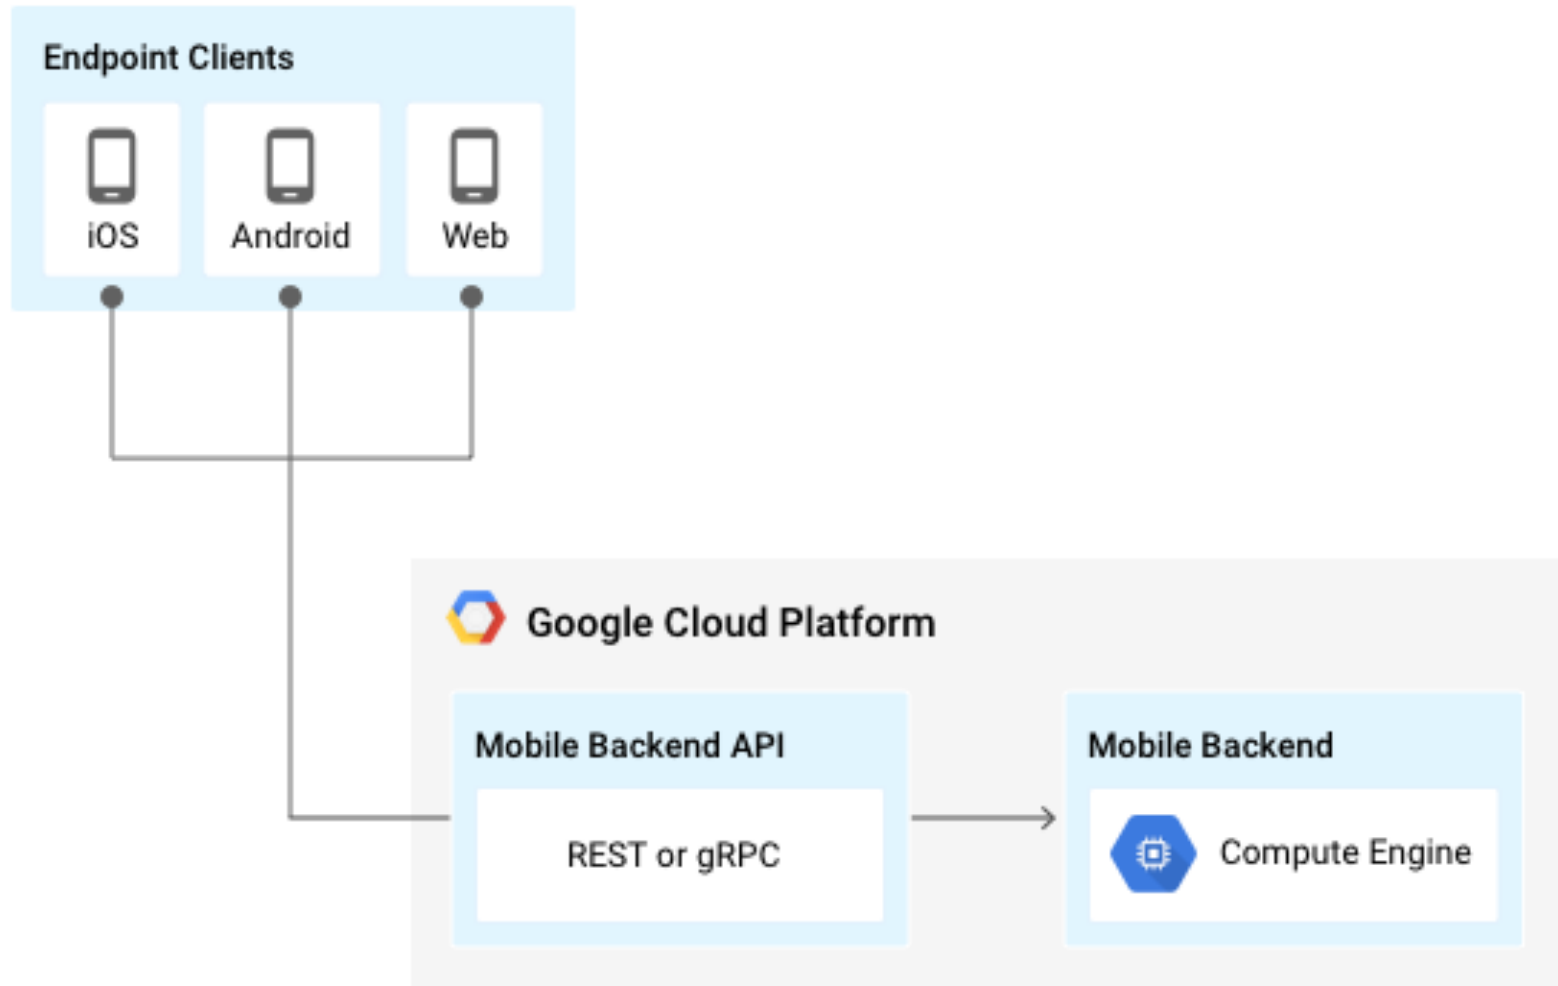 Endpoint Clients
iOS
Android
Web
Google Cloud Platform
Mobile Backend API
REST or gRPC
Mobile Backend
Compute Engine